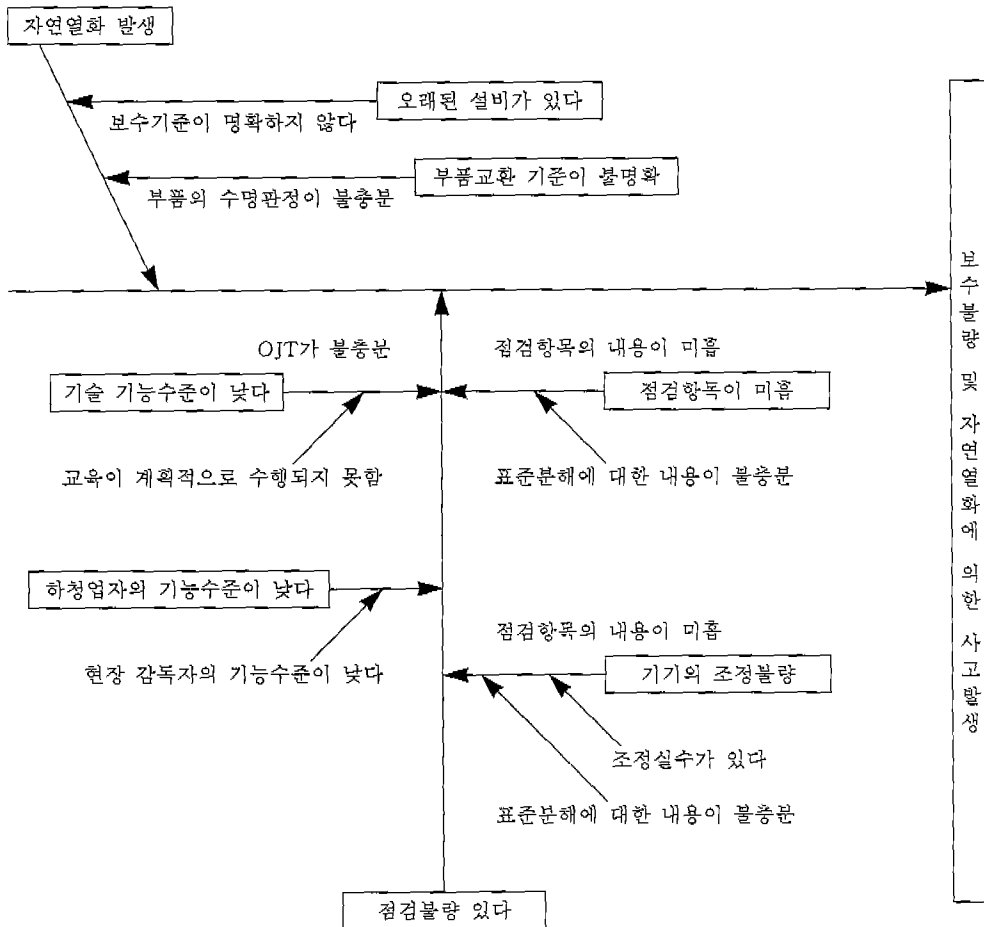 자연열화 발생
오래된 설비가 있다
보수기준이 명확하지 않다
부품교환 기준이 불명확
부품의 수명판정이 불충분
OJT가 불충분
점검항목의 내용이 미흡
기술 기능수준이 낮다
점검항목이 미흡
교육이 계획적으로 수행되지 못함
표준분해에 대한 내용이 불충분
하청업자의 기능수준이 낮다
점검항목의 내용이 미흡
현장 감독자의 기능수준이 낮다
기기의 조정불량
조정실수가 있다
표준분해에 대한 내용이 불충분
점검불량 있다
보수불량 및 자연열화에 의한 사고발생